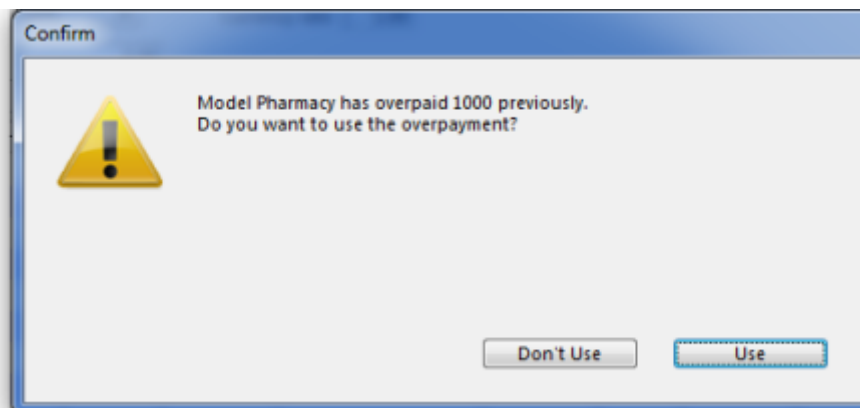 Confirm
Model Pharmacy has overpaid 1000 previously.
Do you want to use the overpayment?
Don't Use
Use